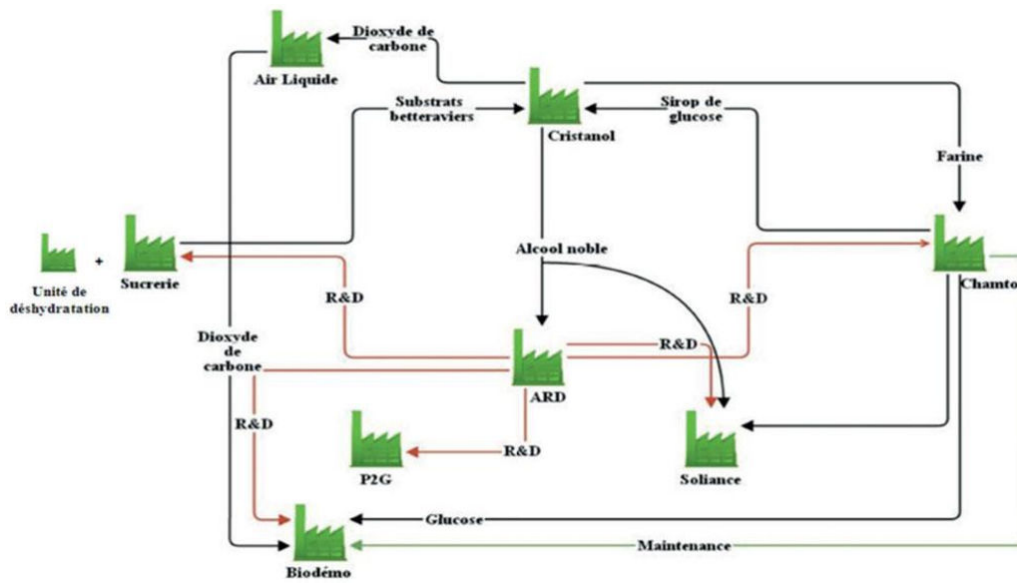 Dioxyde de
carbone
Air Liquide
Substrats
betteraviers
Cristanol
Sirop de
glucose
Farine
+
Sucrerie
Unité de
déshydratation
Alcool noble
Chamto
R&D
R&D
R&D
Dioxyde
de
carbone
ARD
R&D
R&D
P2G
Soliance
Glucose
Biodémo
Maintenance